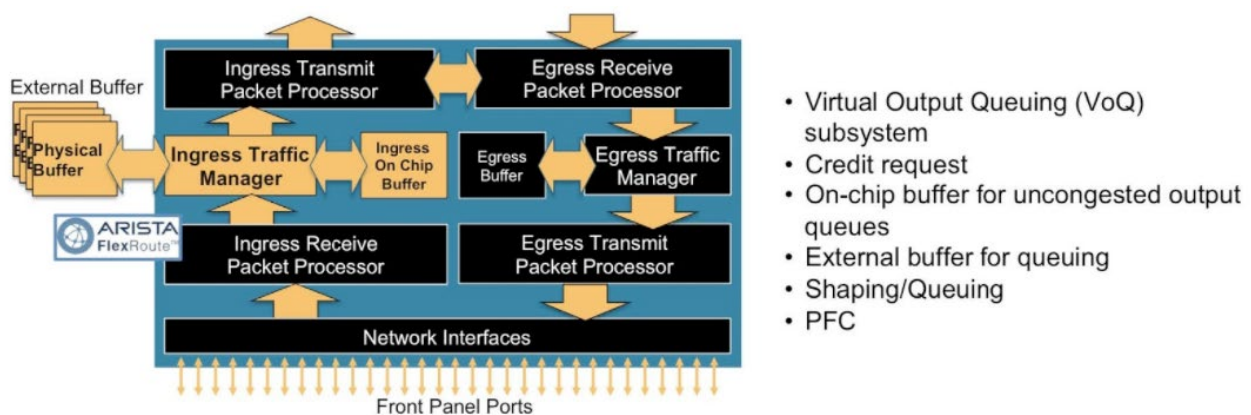 External Buffer
Physical
Buffer
Ingress Transmit
Packet Processor
Egress Receive
Packet Processor
Ingress Traffic
Manager
Ingress
On Chip
Buffer
Egress
Buffer
Egress Traffic
Manager
ARISTA
FlexRoute™
Ingress Receive
Packet Processor
Egress Transmit
Packet Processor
Network Interfaces
Front Panel Ports
• Virtual Output Queuing (VoQ)
subsystem
• Credit request
• On-chip buffer for uncongested output
queues
• External buffer for queuing
• Shaping/Queuing
• PFC